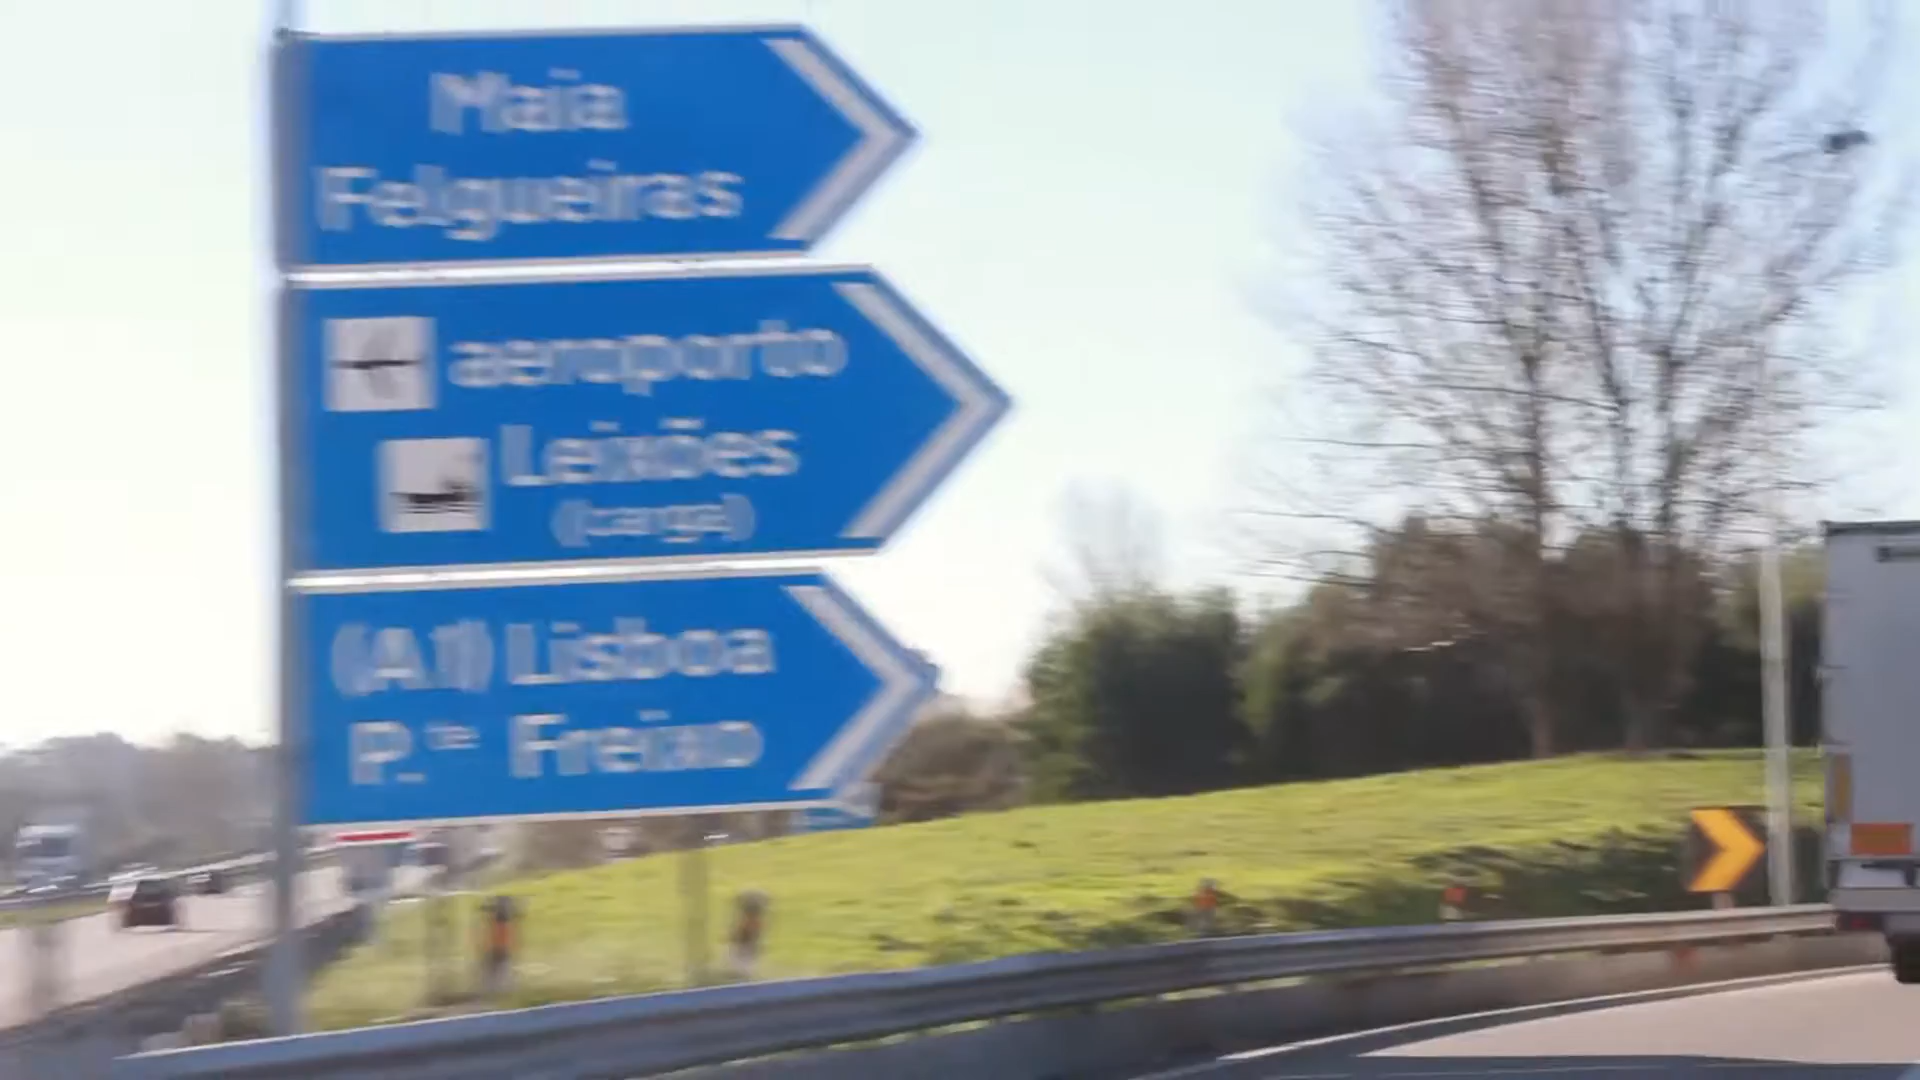 Maia
Felgueiras
aeroporto
Leixões
(carga)
(A1) Lisboa
P.te Freixo